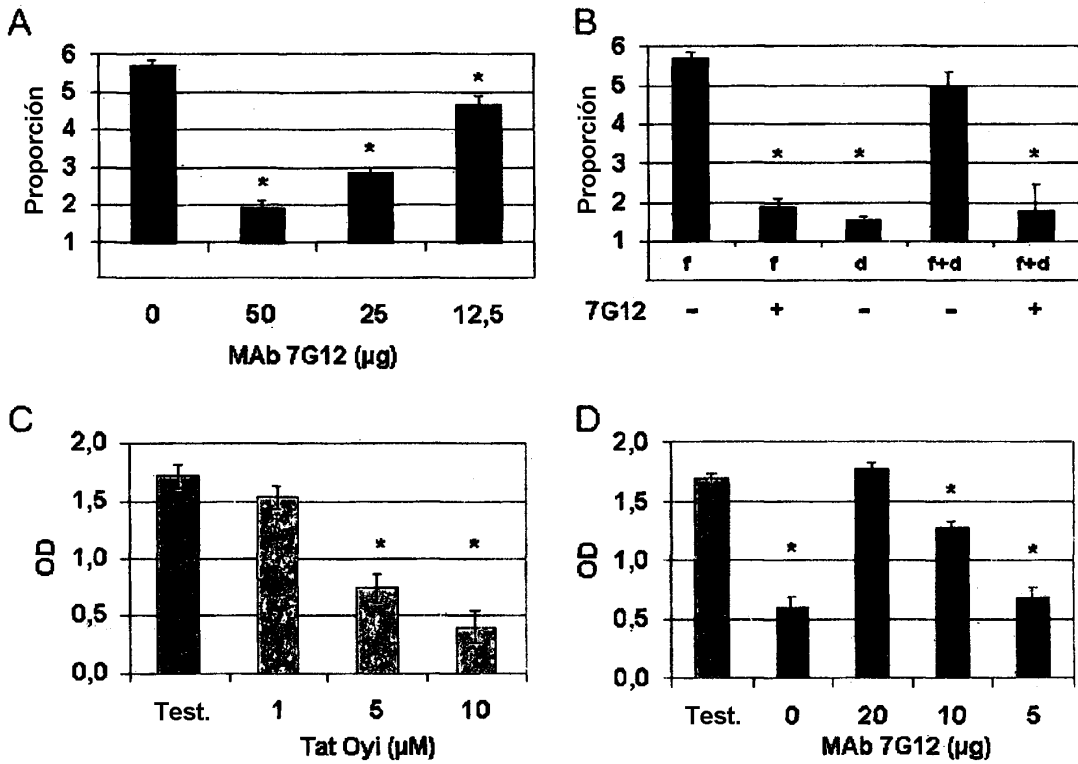 A
Proporción
6
5
4
3
2
1
*
*
*
0
50
25
12,5
MAb 7G12 (µg)
B
Proporción
6
5
4
3
2
1
*
*
*
f
f
d
f+d
f+d
7G12
-
+
-
-
+
C
OD
2,0
1,5
1,0
0,5
0,0
*
*
Test.
1
5
10
Tat Oyi (µM)
D
OD
2,0
1,5
1,0
0,5
0,0
*
*
*
Test.
0
20
10
5
MAb 7G12 (µg)